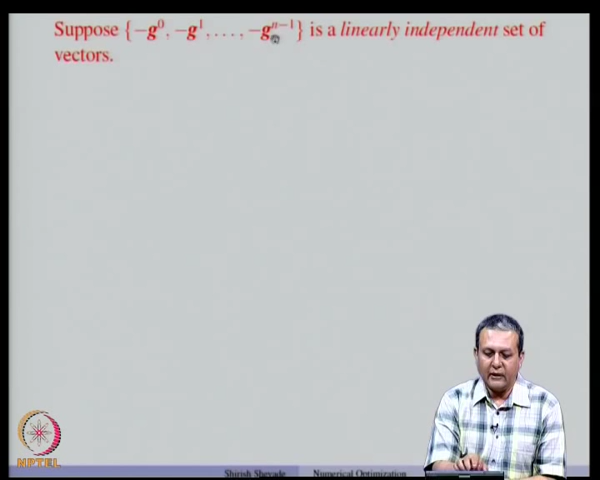 Suppose {−g⁰, −g¹, . . . , −gⁿ⁻¹} is a linearly independent set of
vectors.
NPTEL
Shirish Shevade Numerical Optimization